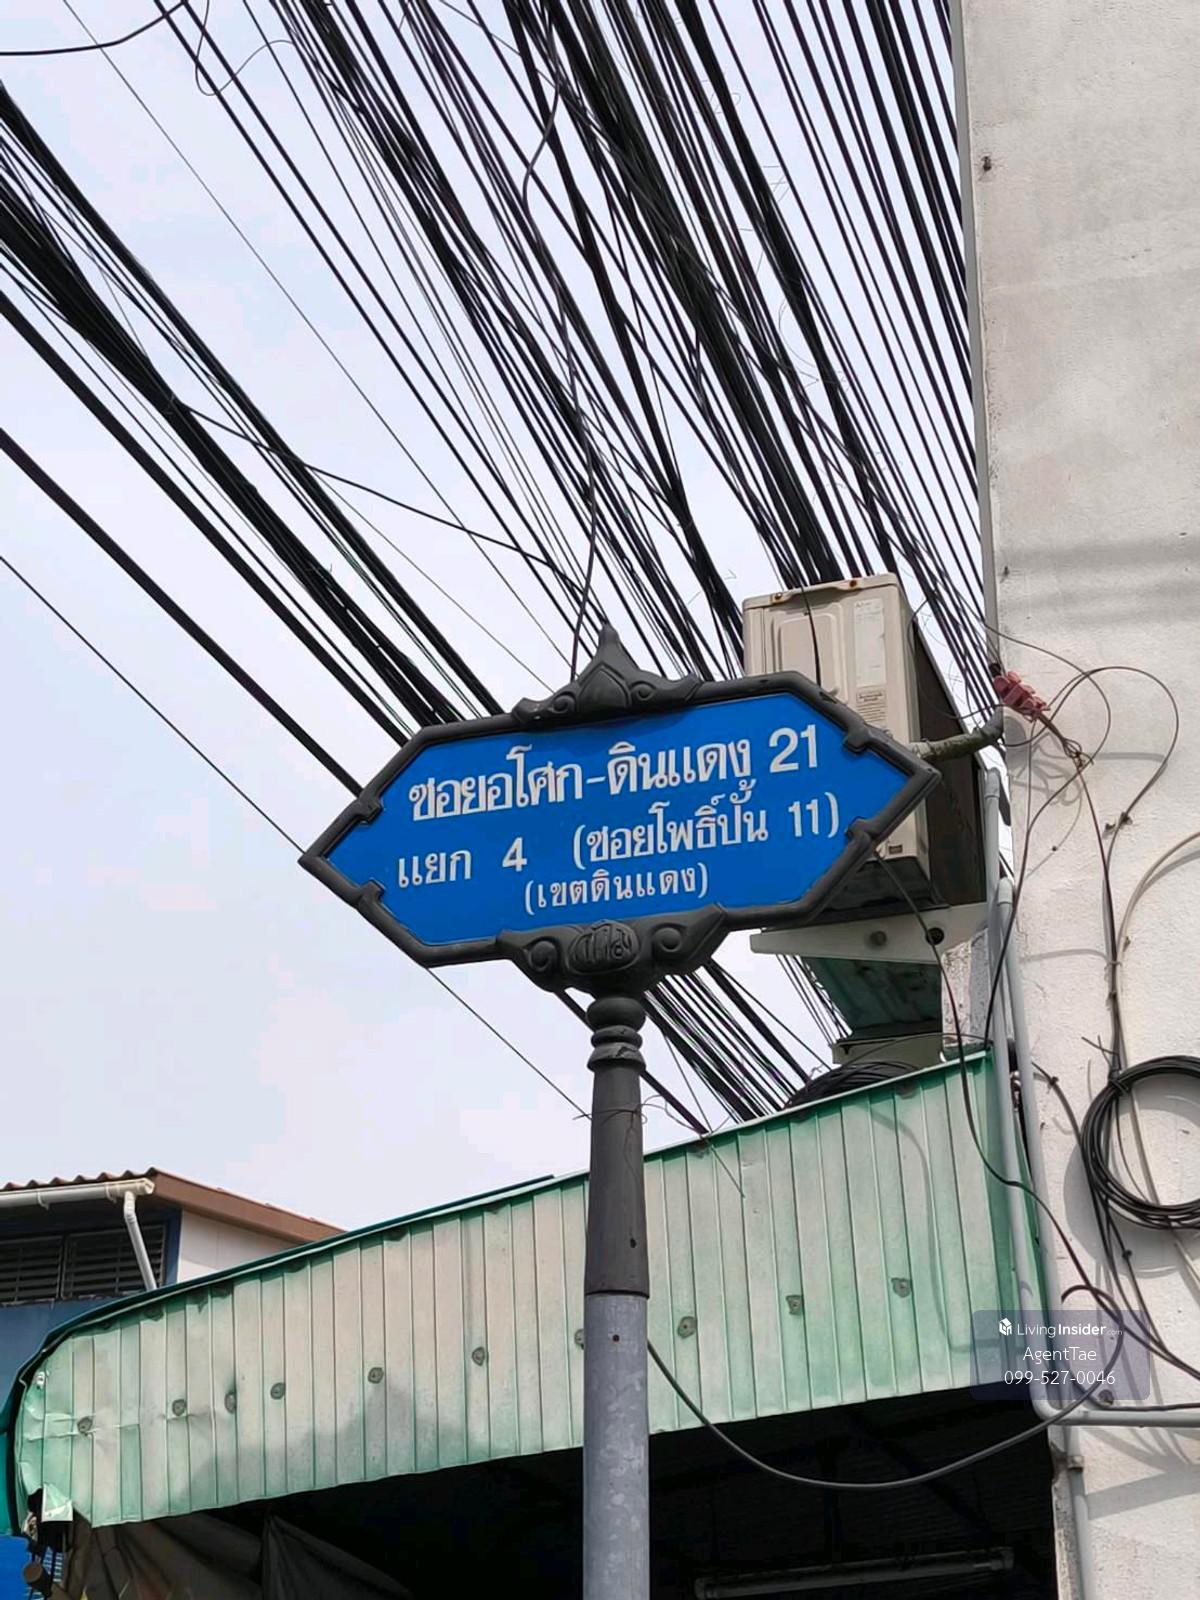 ซอยอโศก-ดินแดง 21
แยก 4 (ซอยโพธิ์ปั้น 11)
(เขตดินแดง)
LivingInsider.com
AgentTae
099-527-0046